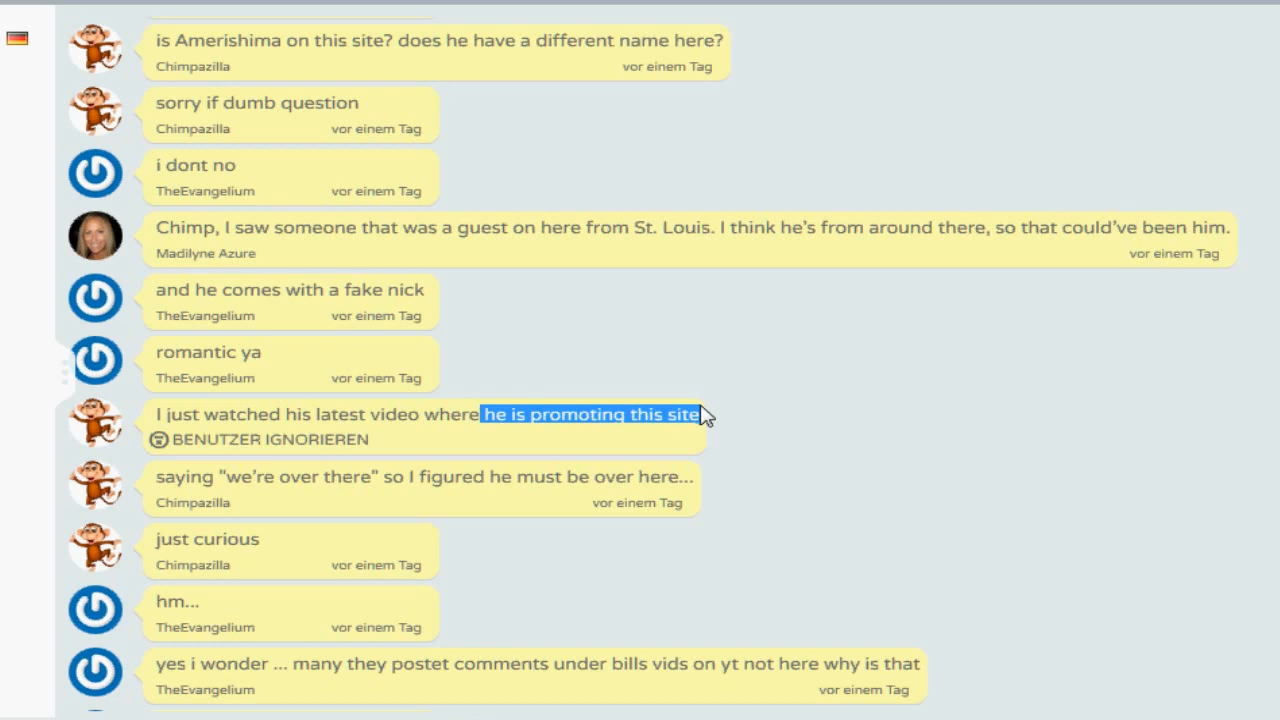 is Amerishima on this site? does he have a different name here?
Chimpazilla vor einem Tag
sorry if dumb question
Chimpazilla vor einem Tag
i dont no
TheEvangelium vor einem Tag
Chimp, I saw someone that was a guest on here from St. Louis. I think he's from around there, so that could've been him.
Madilyne Azure vor einem Tag
and he comes with a fake nick
TheEvangelium vor einem Tag
romantic ya
TheEvangelium vor einem Tag
I just watched his latest video where he is promoting this site
BENUTZER IGNORIEREN
saying "we're over there" so I figured he must be over here...
Chimpazilla vor einem Tag
just curious
Chimpazilla vor einem Tag
hm...
TheEvangelium vor einem Tag
yes i wonder ... many they postet comments under bills vids on yt not here why is that
TheEvangelium vor einem Tag